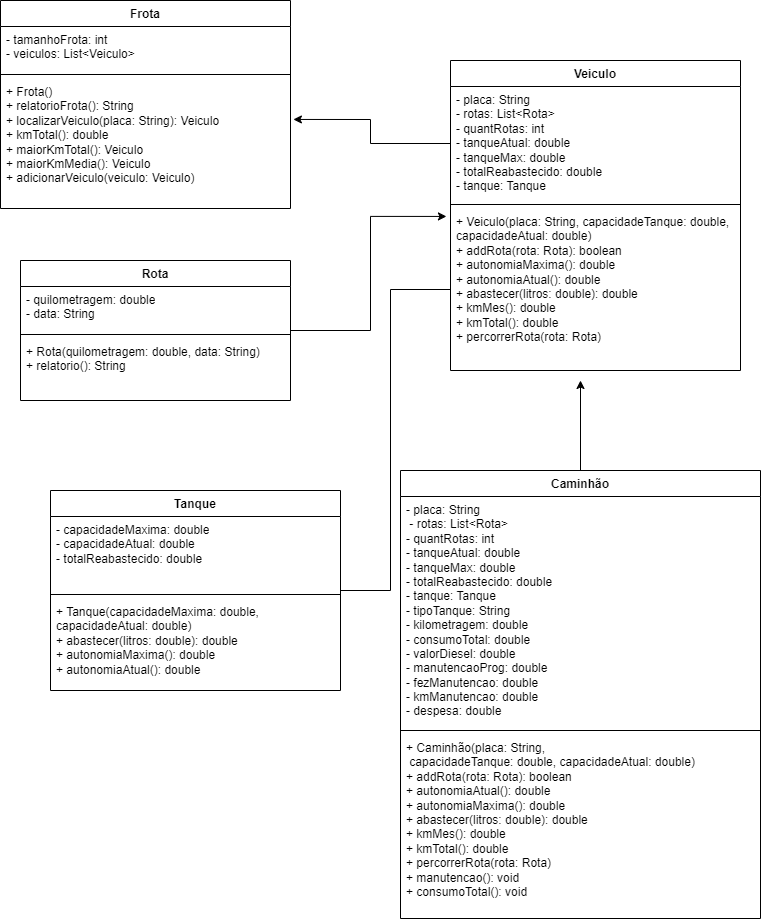 Frota
- tamanhoFrota: int
- veiculos: List<Veiculo>
+ Frota()
+ relatorioFrota(): String
+ localizarVeiculo(placa: String): Veiculo
+ kmTotal(): double
+ maiorKmTotal(): Veiculo
+ maiorKmMedia(): Veiculo
+ adicionarVeiculo(veiculo: Veiculo)
Veiculo
- placa: String
- rotas: List<Rota>
- quantRotas: int
- tanqueAtual: double
- tanqueMax: double
- totalReabastecido: double
- tanque: Tanque
+ Veiculo(placa: String, capacidadeTanque: double,
capacidadeAtual: double)
+ addRota(rota: Rota): boolean
+ autonomiaMaxima(): double
+ autonomiaAtual(): double
+ abastecer(litros: double): double
+ kmMes(): double
+ kmTotal(): double
+ percorrerRota(rota: Rota)
Rota
- quilometragem: double
- data: String
+ Rota(quilometragem: double, data: String)
+ relatorio(): String
Tanque
- capacidadeMaxima: double
- capacidadeAtual: double
- totalReabastecido: double
+ Tanque(capacidadeMaxima: double,
capacidadeAtual: double)
+ abastecer(litros: double): double
+ autonomiaMaxima(): double
+ autonomiaAtual(): double
Caminhão
- placa: String
- rotas: List<Rota>
- quantRotas: int
- tanqueAtual: double
- tanqueMax: double
- totalReabastecido: double
- tanque: Tanque
- tipoTanque: String
- kilometragem: double
- consumoTotal: double
- valorDiesel: double
- manutencaoProg: double
- fezManutencao: double
- kmManutencao: double
- despesa: double
+ Caminhão(placa: String,
capacidadeTanque: double, capacidadeAtual: double)
+ addRota(rota: Rota): boolean
+ autonomiaAtual(): double
+ autonomiaMaxima(): double
+ abastecer(litros: double): double
+ kmMes(): double
+ kmTotal(): double
+ percorrerRota(rota: Rota)
+ manutencao(): void
+ consumoTotal(): void